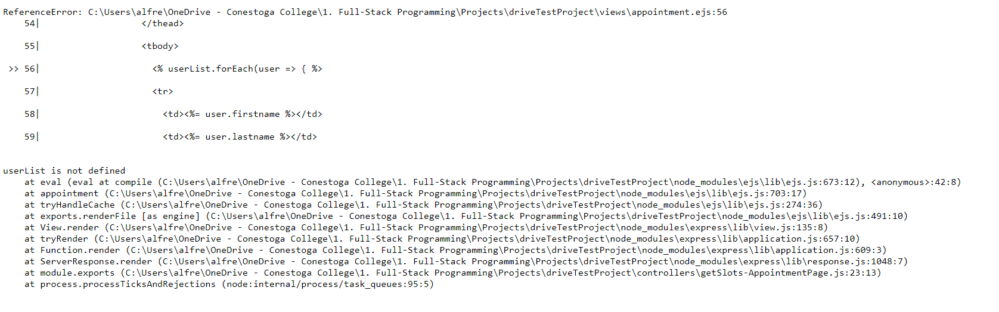 ReferenceError: C:\Users\alfre\OneDrive - Conestoga College\1. Full-Stack Programming\Projects\driveTestProject\views\appointment.ejs:56
54| </thead>
55| <tbody>
>> 56| <% userList.forEach(user => { %>
57| <tr>
58| <td><%= user.firstname %></td>
59| <td><%= user.lastname %></td>
userList is not defined
at eval (eval at compile (C:\Users\alfre\OneDrive - Conestoga College\1. Full-Stack Programming\Projects\driveTestProject\node_modules\ejs\lib\ejs.js:673:12), <anonymous>:42:8)
at appointment (C:\Users\alfre\OneDrive - Conestoga College\1. Full-Stack Programming\Projects\driveTestProject\node_modules\ejs\lib\ejs.js:703:17)
at tryHandleCache (C:\Users\alfre\OneDrive - Conestoga College\1. Full-Stack Programming\Projects\driveTestProject\node_modules\ejs\lib\ejs.js:274:36)
at exports.renderFile [as engine] (C:\Users\alfre\OneDrive - Conestoga College\1. Full-Stack Programming\Projects\driveTestProject\node_modules\ejs\lib\ejs.js:491:10)
at View.render (C:\Users\alfre\OneDrive - Conestoga College\1. Full-Stack Programming\Projects\driveTestProject\node_modules\express\lib\view.js:135:8)
at tryRender (C:\Users\alfre\OneDrive - Conestoga College\1. Full-Stack Programming\Projects\driveTestProject\node_modules\express\lib\application.js:657:10)
at Function.render (C:\Users\alfre\OneDrive - Conestoga College\1. Full-Stack Programming\Projects\driveTestProject\node_modules\express\lib\application.js:609:3)
at ServerResponse.render (C:\Users\alfre\OneDrive - Conestoga College\1. Full-Stack Programming\Projects\driveTestProject\node_modules\express\lib\response.js:1048:7)
at module.exports (C:\Users\alfre\OneDrive - Conestoga College\1. Full-Stack Programming\Projects\driveTestProject\controllers\getSlots-AppointmentPage.js:23:13)
at process.processTicksAndRejections (node:internal/process/task_queues:95:5)